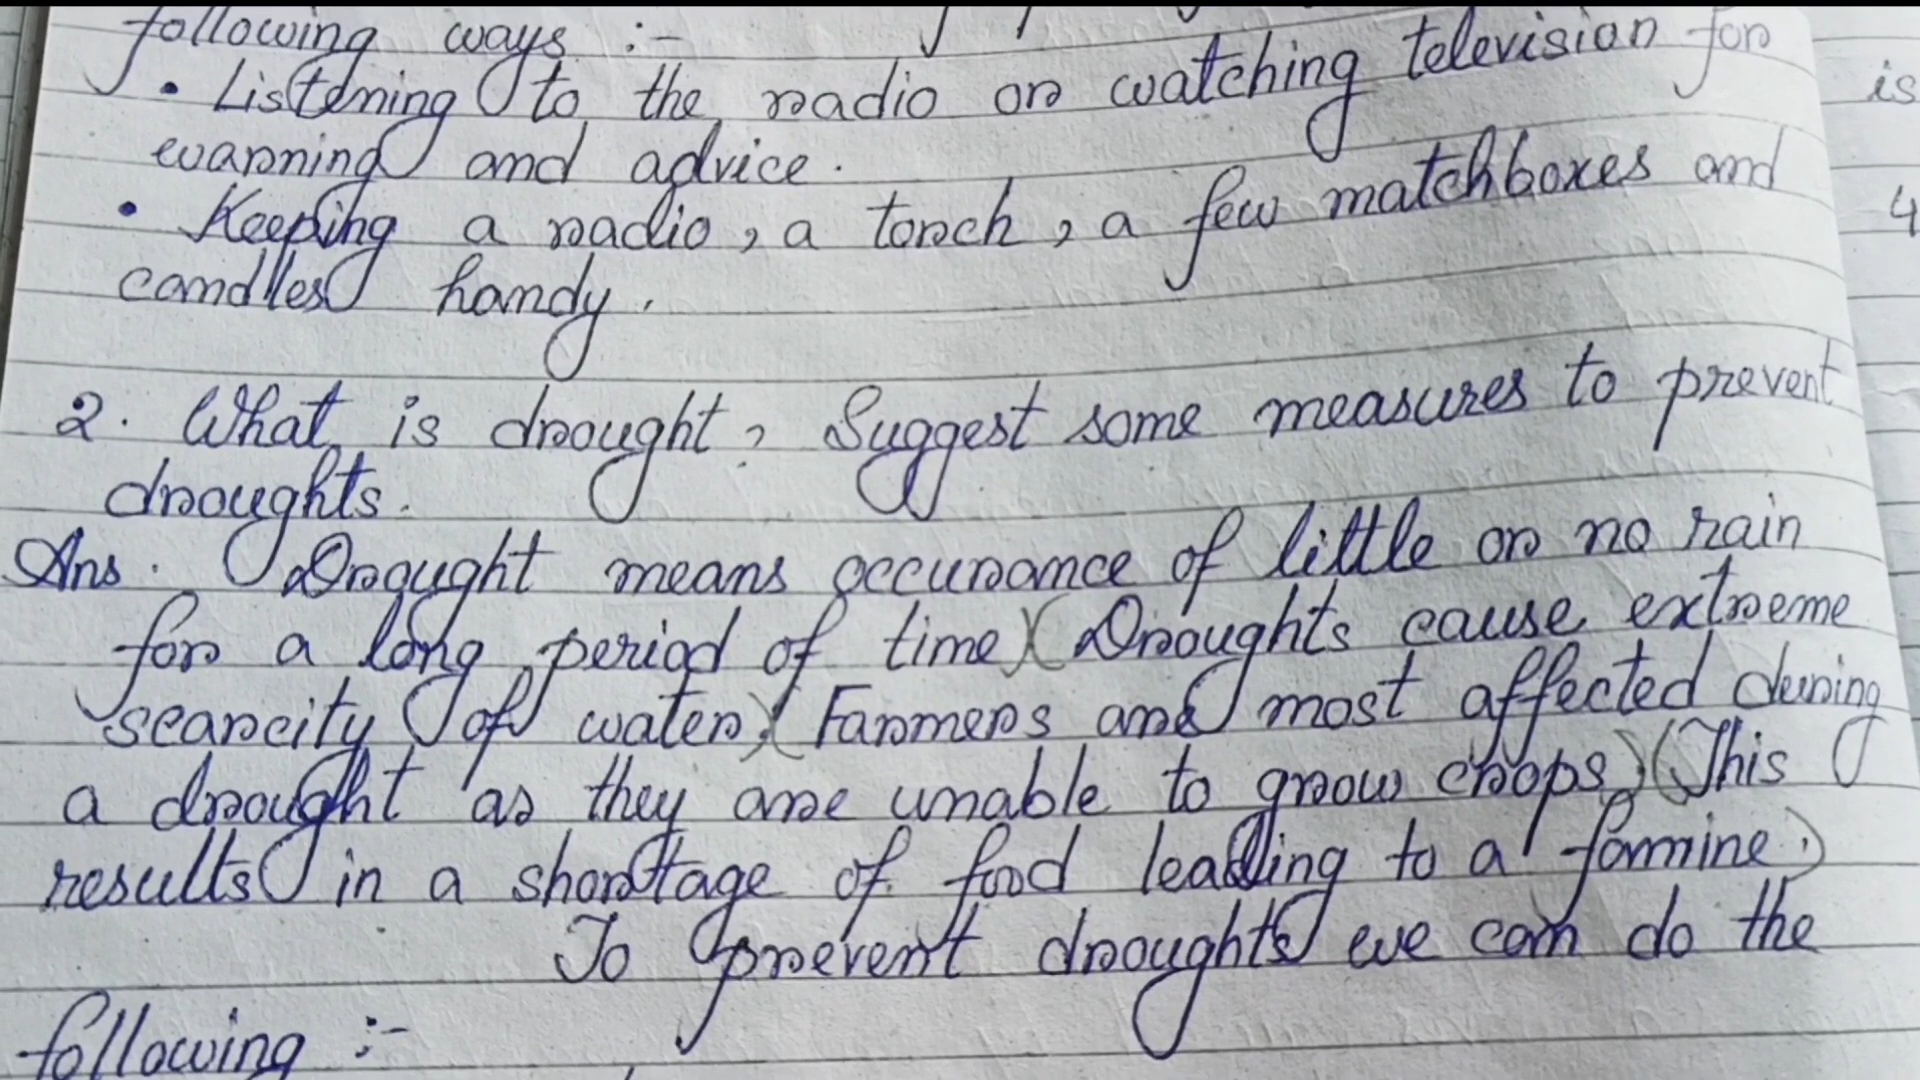 following ways :-
• Listening to the radio or watching television for
warning and advice.
• Keeping a radio, a torch, a few matchboxes and
candles handy.
2. What is drought? Suggest some measures to prevent
droughts.
Ans. Drought means occurance of little or no rain
for a long period of time)(Droughts cause extreme
scarcity of water.)(Farmers are most affected during
a drought as they are unable to grow crops.)(This
results in a shortage of food leading to a famine.)
To prevent droughts we can do the
following :-
is
4